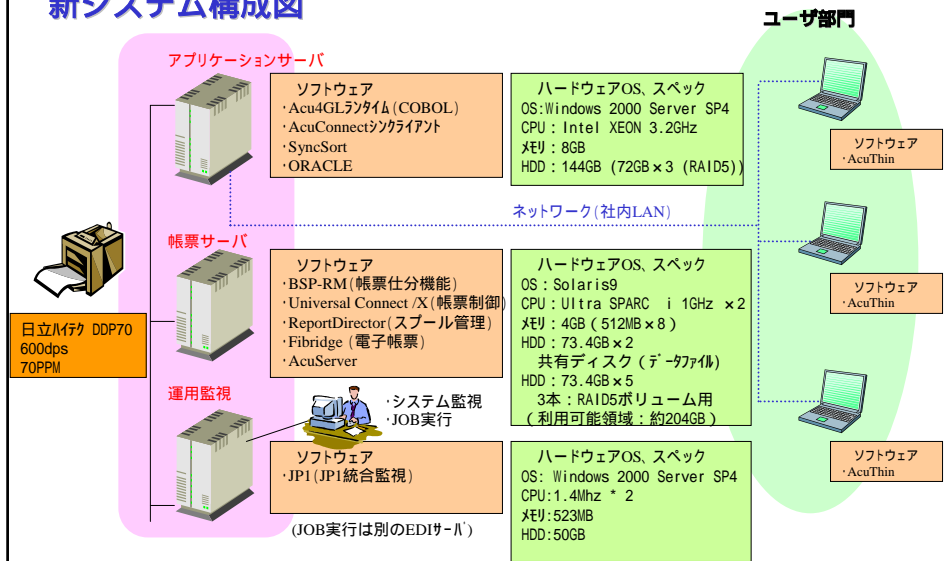 新システム構成図
ユーザ部門
アプリケーションサーバ
ソフトウェア
・Acu4GLランタイム(COBOL)
・AcuConnectシンクライアント
・SyncSort
・ORACLE
ハードウェアOS、スペック
OS:Windows 2000 Server SP4
CPU：Intel XEON 3.2GHz
メモリ：8GB
HDD：144GB (72GB×3 (RAID5))
ソフトウェア
・AcuThin
ネットワーク(社内LAN)
帳票サーバ
ソフトウェア
・BSP-RM(帳票仕分機能)
・Universal Connect /X(帳票制御)
・ReportDirector(スプール管理)
・Fibridge (電子帳票)
・AcuServer
ハードウェアOS、スペック
OS：Solaris9
CPU：Ultra SPARC i 1GHz ×2
メモリ：4GB（512MB×8）
HDD：73.4GB×2
共有ディスク（データファイル）
HDD：73.4GB×5
3本：RAID5ボリューム用
（利用可能領域：約204GB）
ソフトウェア
・AcuThin
日立ハイテク DDP70
600dps
70PPM
運用監視
・システム監視
・JOB実行
ソフトウェア
・JP1(JP1統合監視)
(JOB実行は別のEDIサーバ)
ハードウェアOS、スペック
OS: Windows 2000 Server SP4
CPU:1.4Mhz * 2
メモリ:523MB
HDD:50GB
ソフトウェア
・AcuThin